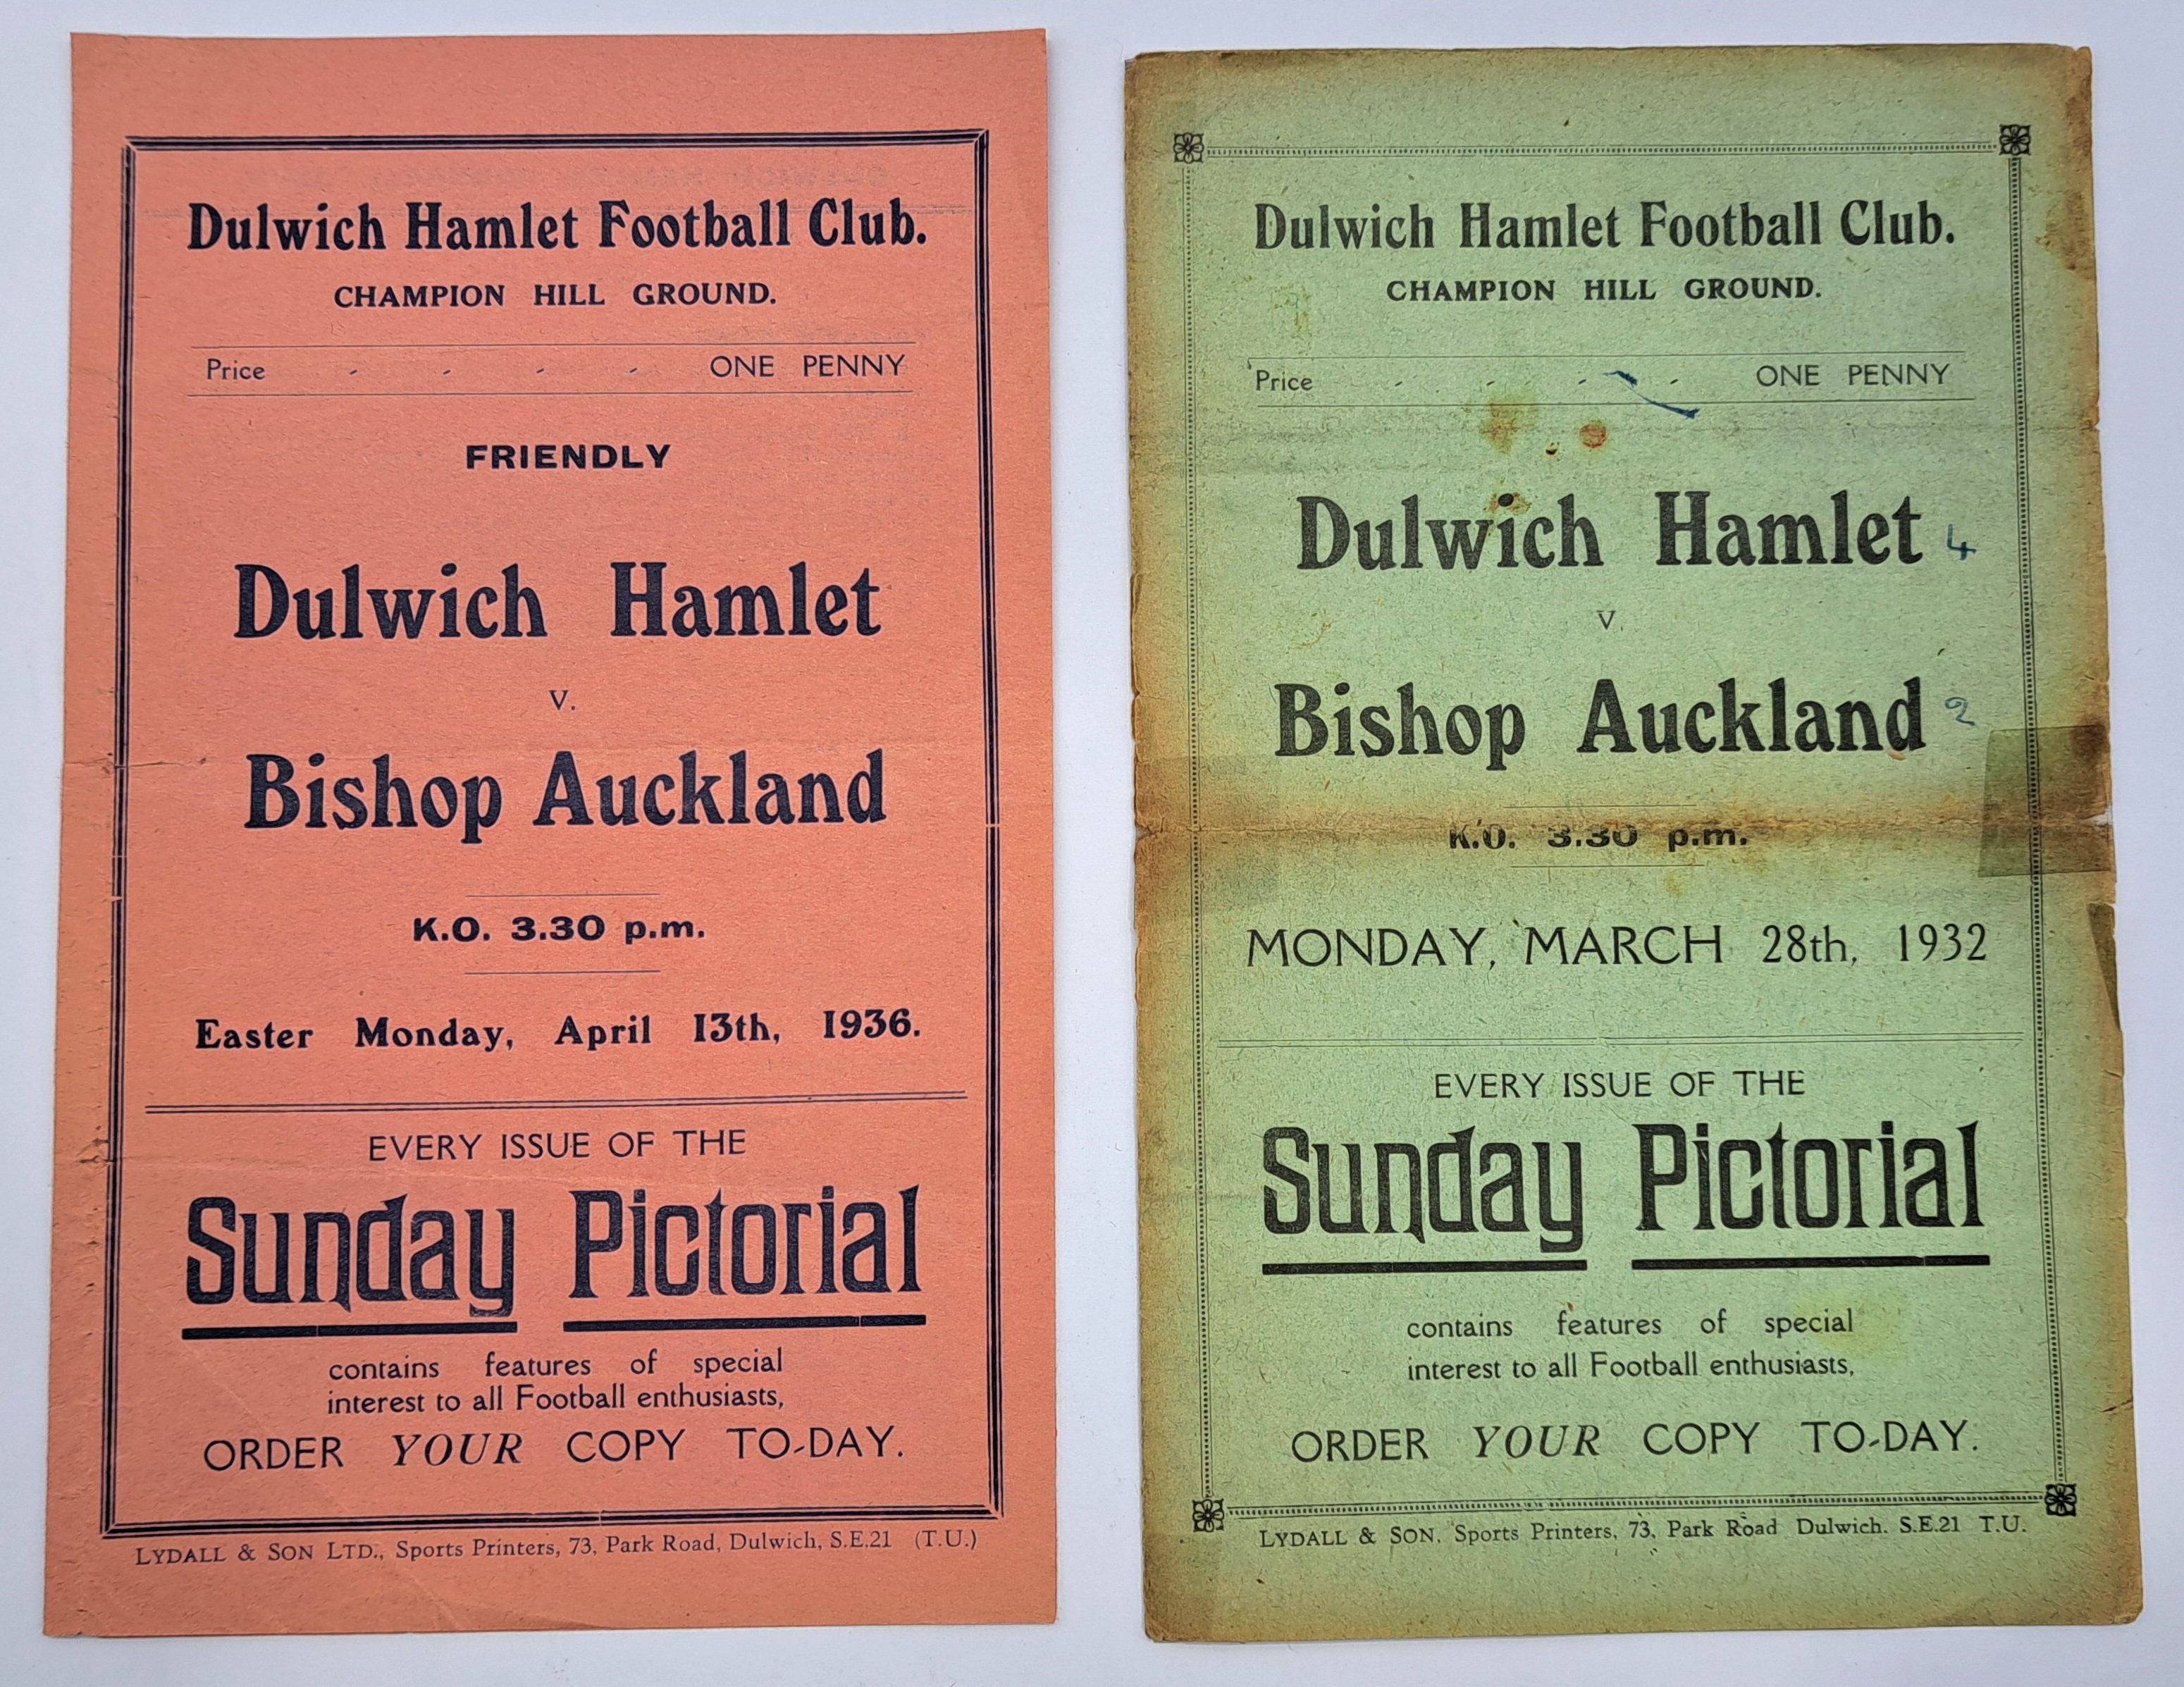 Dulwich Hamlet Football Club.
CHAMPION HILL GROUND.
Price - - - - ONE PENNY
FRIENDLY
Dulwich Hamlet
v.
Bishop Auckland
K.O. 3.30 p.m.
Easter Monday, April 13th, 1936.
EVERY ISSUE OF THE
Sunday Pictorial
contains features of special
interest to all Football enthusiasts,
ORDER YOUR COPY TO-DAY.
LYDALL & SON LTD., Sports Printers, 73, Park Road, Dulwich, S.E.21 (T.U.)
Dulwich Hamlet Football Club.
CHAMPION HILL GROUND.
Price - - - - ONE PENNY
Dulwich Hamlet 4
v.
Bishop Auckland 2
K.O. 3.30 p.m.
MONDAY, MARCH 28th, 1932
EVERY ISSUE OF THE
Sunday Pictorial
contains features of special
interest to all Football enthusiasts,
ORDER YOUR COPY TO-DAY.
LYDALL & SON, Sports Printers, 73, Park Road Dulwich. S.E.21 T.U.